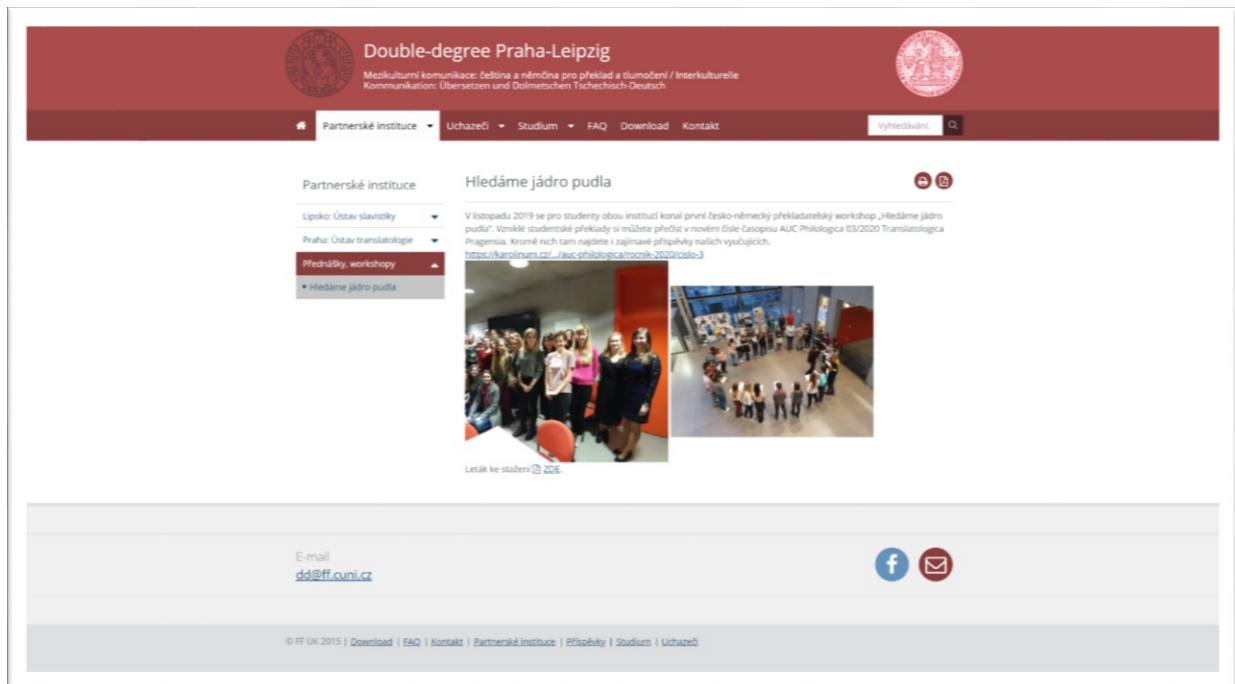 Double-degree Praha-Leipzig
Mezikulturní komunikace: čeština a němčina pro překlad a tlumočení / Interkulturelle
Kommunikation: Übersetzen und Dolmetschen Tschechisch-Deutsch
Partnerské instituce
Uchazeči
Studium
FAQ
Download
Kontakt
Vyhledávání.
Partnerské instituce
Lipsko: Ústav slavistiky
Praha: Ústav translatologie
Přednášky, workshopy
• Hledáme jádro pudla
Hledáme jádro pudla
V listopadu 2019 se pro studenty obou institucí konal první česko-německý překladatelský workshop „Hledáme jádro
pudla“. Vzniklé studentské překlady si můžete přečíst v novém čísle časopisu AUC Philologica 03/2020 Translatologica
Pragensia. Kromě nich tam najdete i zajímavé příspěvky našich vyučujících.
https://karolinum.cz/.../auc-philologica/rocnik-2020/cislo-3
Leták ke stažení ZDE.
E-mail
dd@ff.cuni.cz
© FF UK 2015 | Download | FAQ | Kontakt | Partnerské instituce | Příspěvky | Studium | Uchazeči